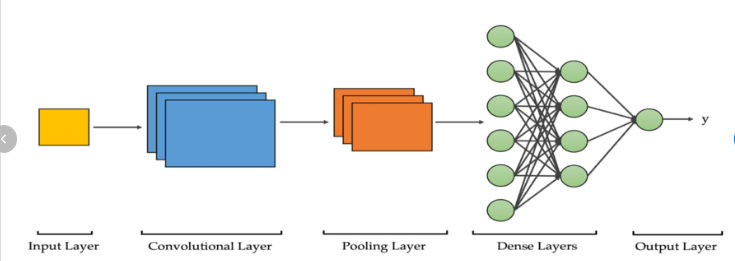 y
Input Layer
Convolutional Layer
Pooling Layer
Dense Layers
Output Layer